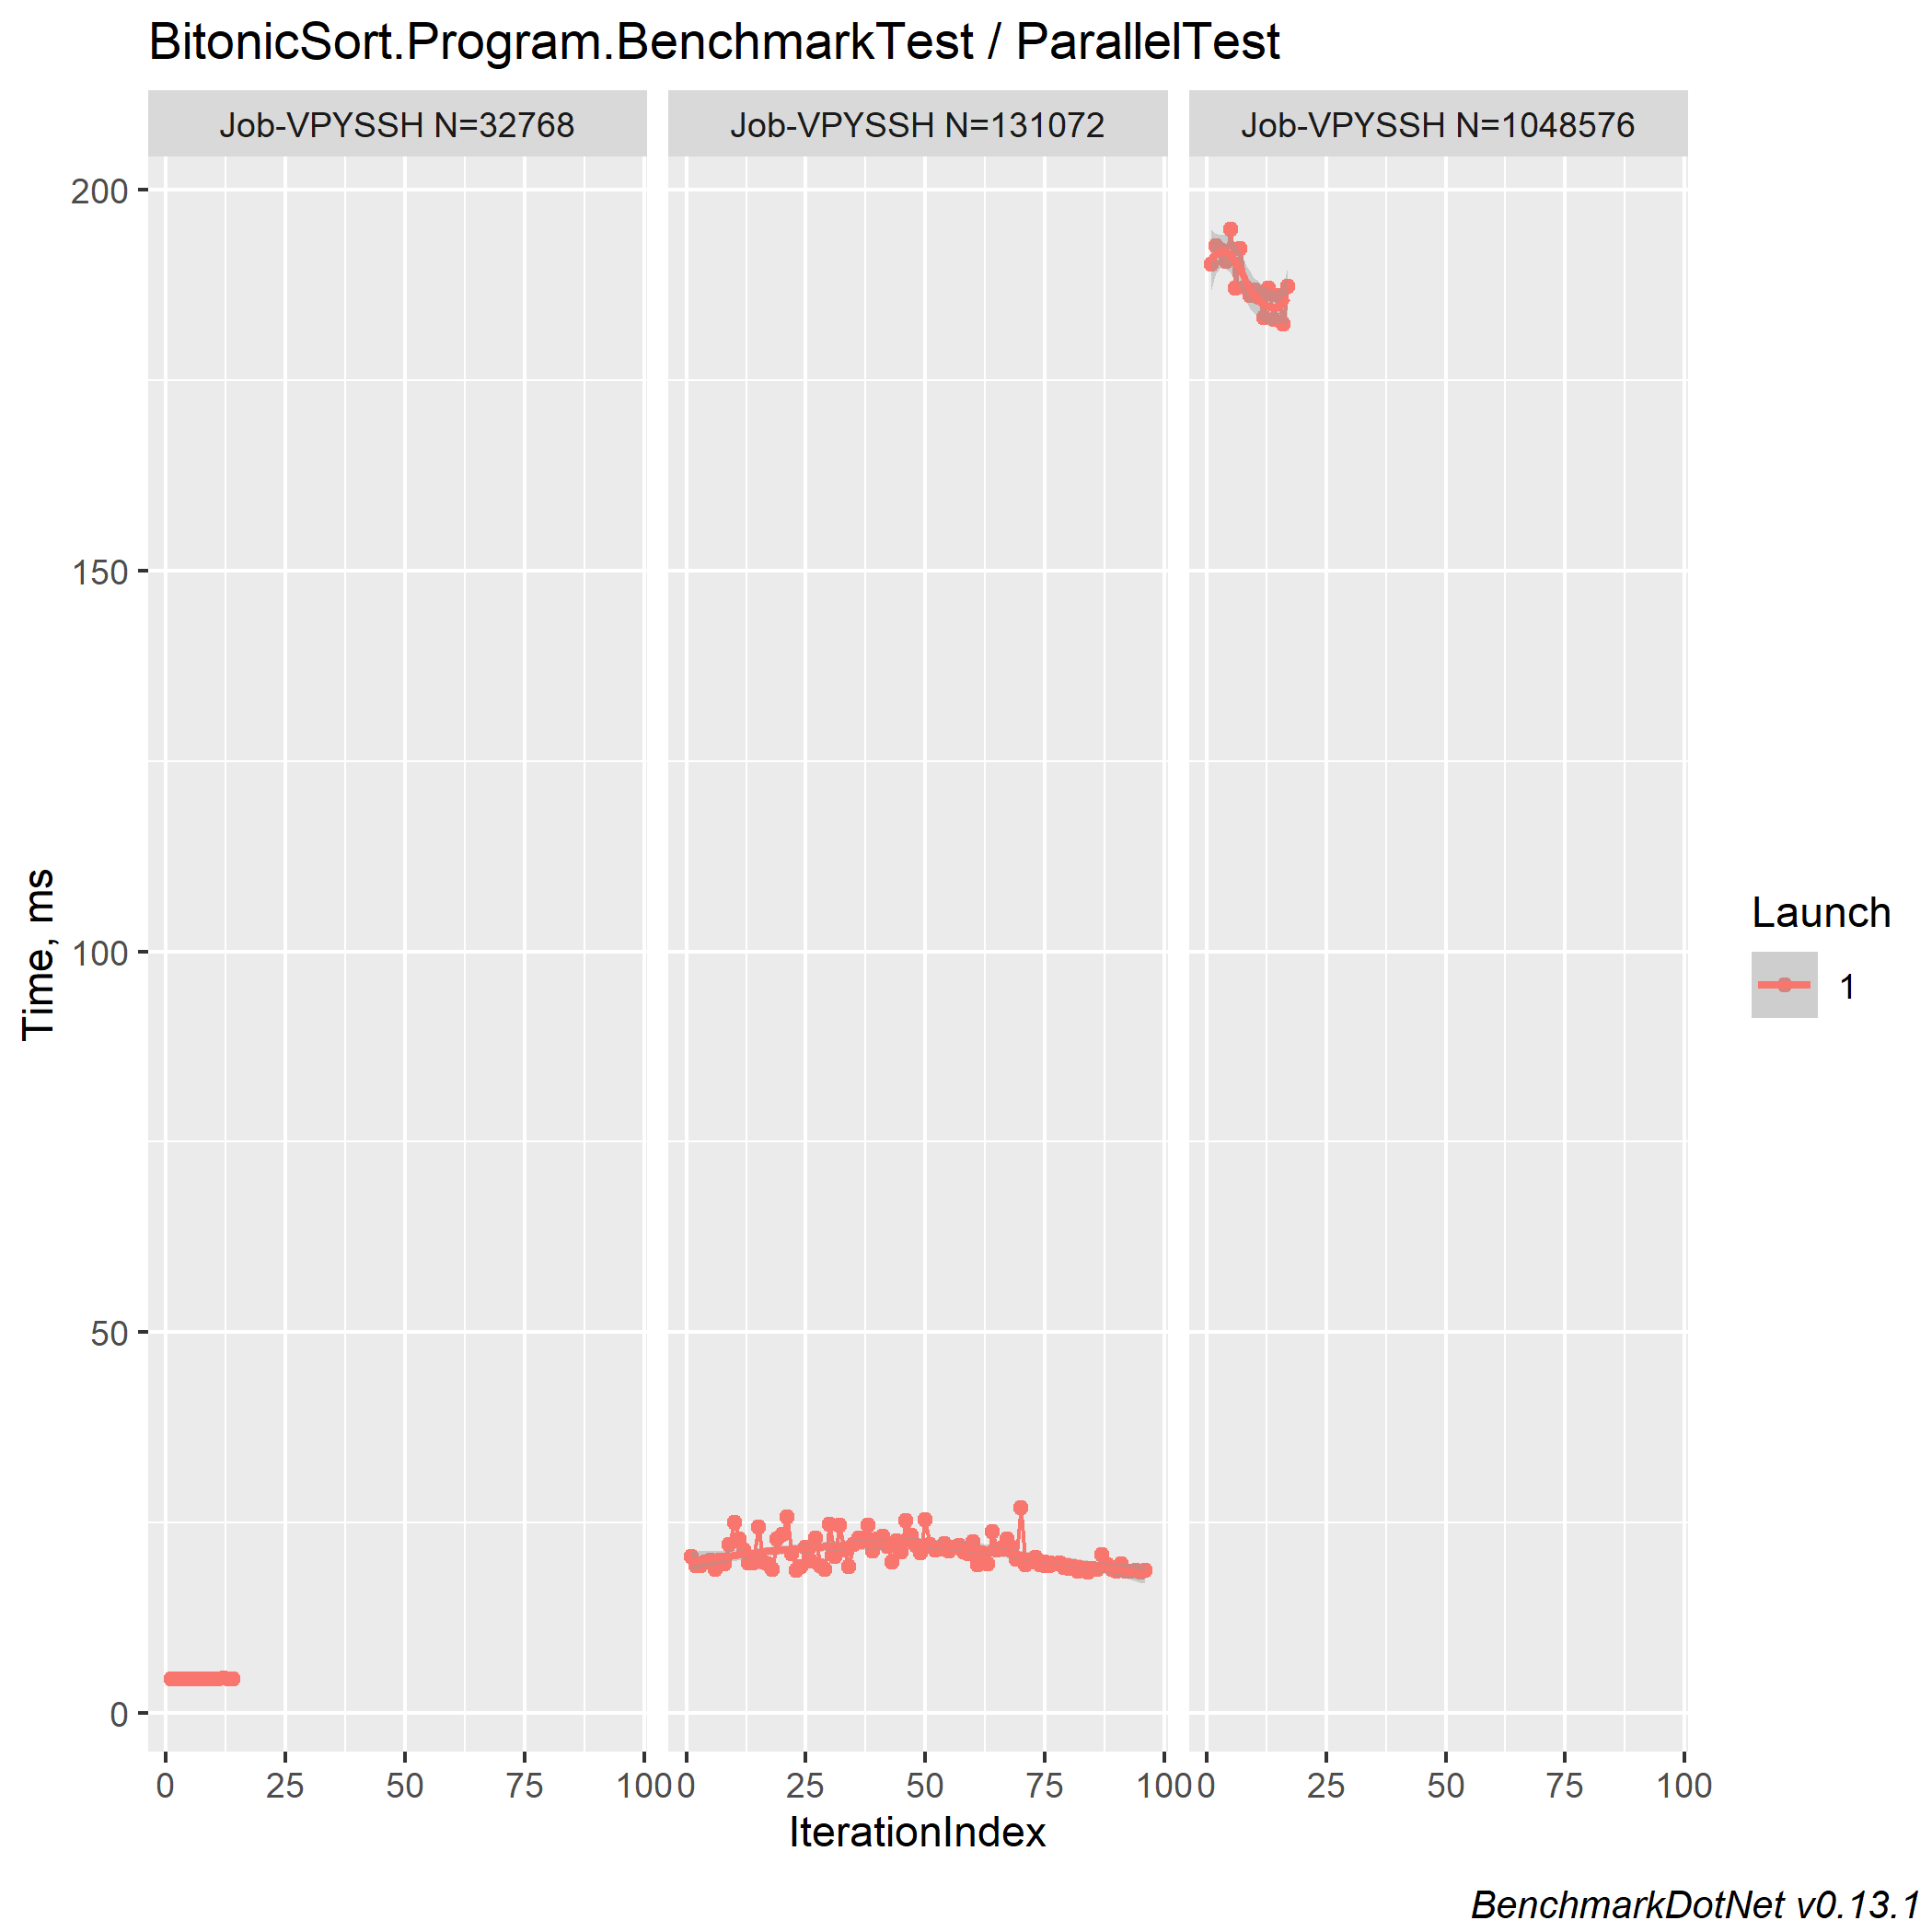 BitonicSort.Program.BenchmarkTest / ParallelTest
Job-VPYSSH N=32768
Job-VPYSSH N=131072
Job-VPYSSH N=1048576
200
150
100
50
0
Time, ms
0 25 50 75 100
0 25 50 75 100
0 25 50 75 100
IterationIndex
Launch
1
BenchmarkDotNet v0.13.1